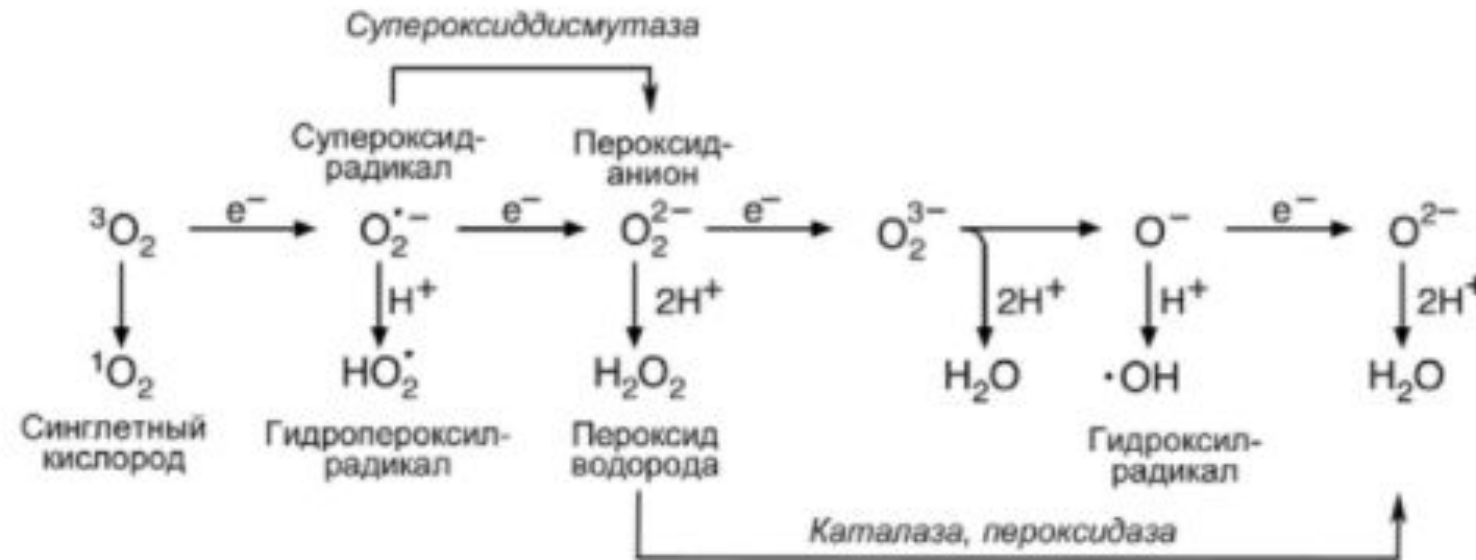 Супероксиддисмутаза
Супероксид-
радикал
Пероксид-
анион
³O₂ e⁻ O₂•⁻ e⁻ O₂²⁻ e⁻ O₂³⁻ O⁻ e⁻ O²⁻
H⁺ 2H⁺ 2H⁺ H⁺ 2H⁺
¹O₂ HO₂• H₂O₂ H₂O ·OH H₂O
Синглетный
кислород
Гидропероксил-
радикал
Пероксид
водорода
Гидроксил-
радикал
Каталаза, пероксидаза